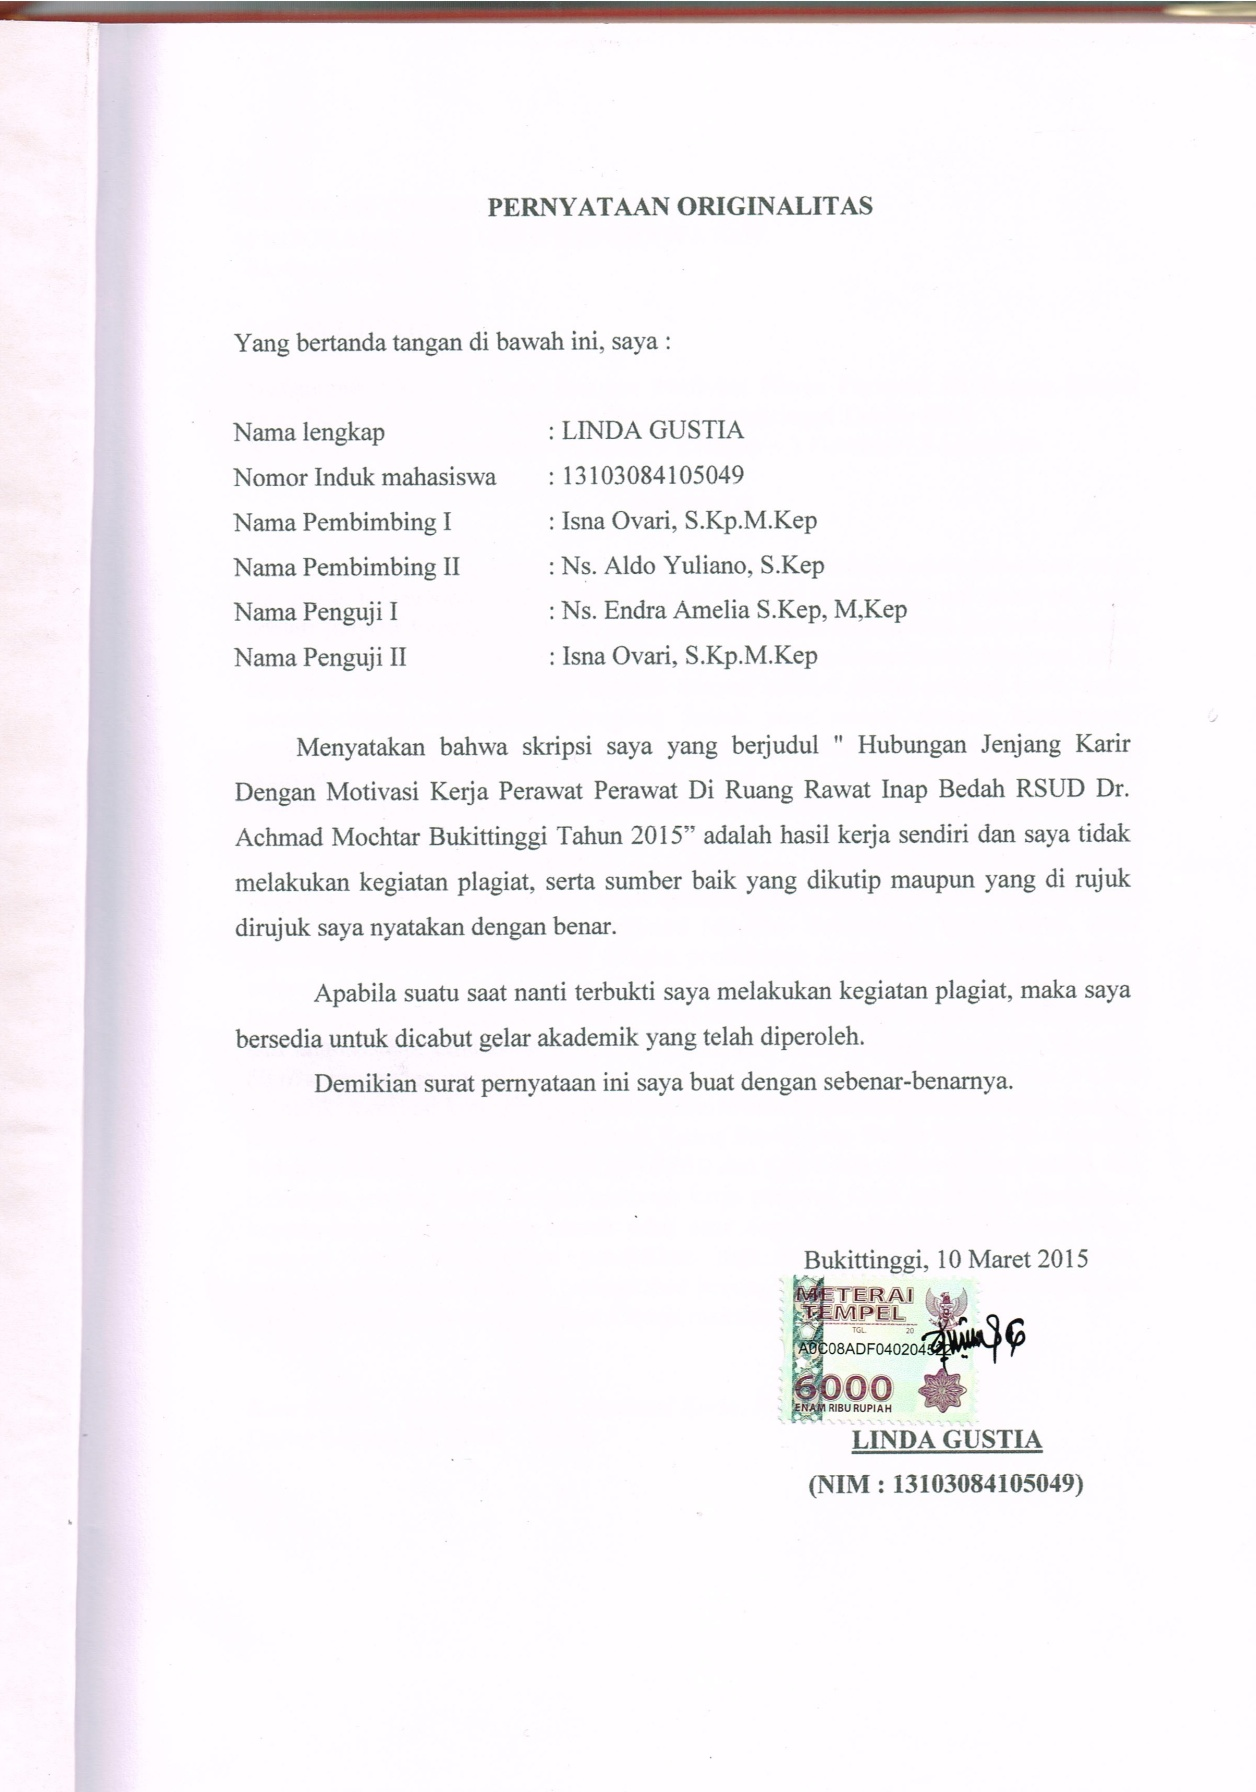 PERNYATAAN ORIGINALITAS
Yang bertanda tangan di bawah ini, saya :
Nama lengkap : LINDA GUSTIA
Nomor Induk mahasiswa : 13103084105049
Nama Pembimbing I : Isna Ovari, S.Kp.M.Kep
Nama Pembimbing II : Ns. Aldo Yuliano, S.Kep
Nama Penguji I : Ns. Endra Amelia S.Kep, M,Kep
Nama Penguji II : Isna Ovari, S.Kp.M.Kep
Menyatakan bahwa skripsi saya yang berjudul " Hubungan Jenjang Karir
Dengan Motivasi Kerja Perawat Perawat Di Ruang Rawat Inap Bedah RSUD Dr.
Achmad Mochtar Bukittinggi Tahun 2015” adalah hasil kerja sendiri dan saya tidak
melakukan kegiatan plagiat, serta sumber baik yang dikutip maupun yang di rujuk
dirujuk saya nyatakan dengan benar.
Apabila suatu saat nanti terbukti saya melakukan kegiatan plagiat, maka saya
bersedia untuk dicabut gelar akademik yang telah diperoleh.
Demikian surat pernyataan ini saya buat dengan sebenar-benarnya.
Bukittinggi, 10 Maret 2015
METERAI
TEMPEL
TGL. 20
6000
ENAM RIBU RUPIAH
LINDA GUSTIA
(NIM : 13103084105049)